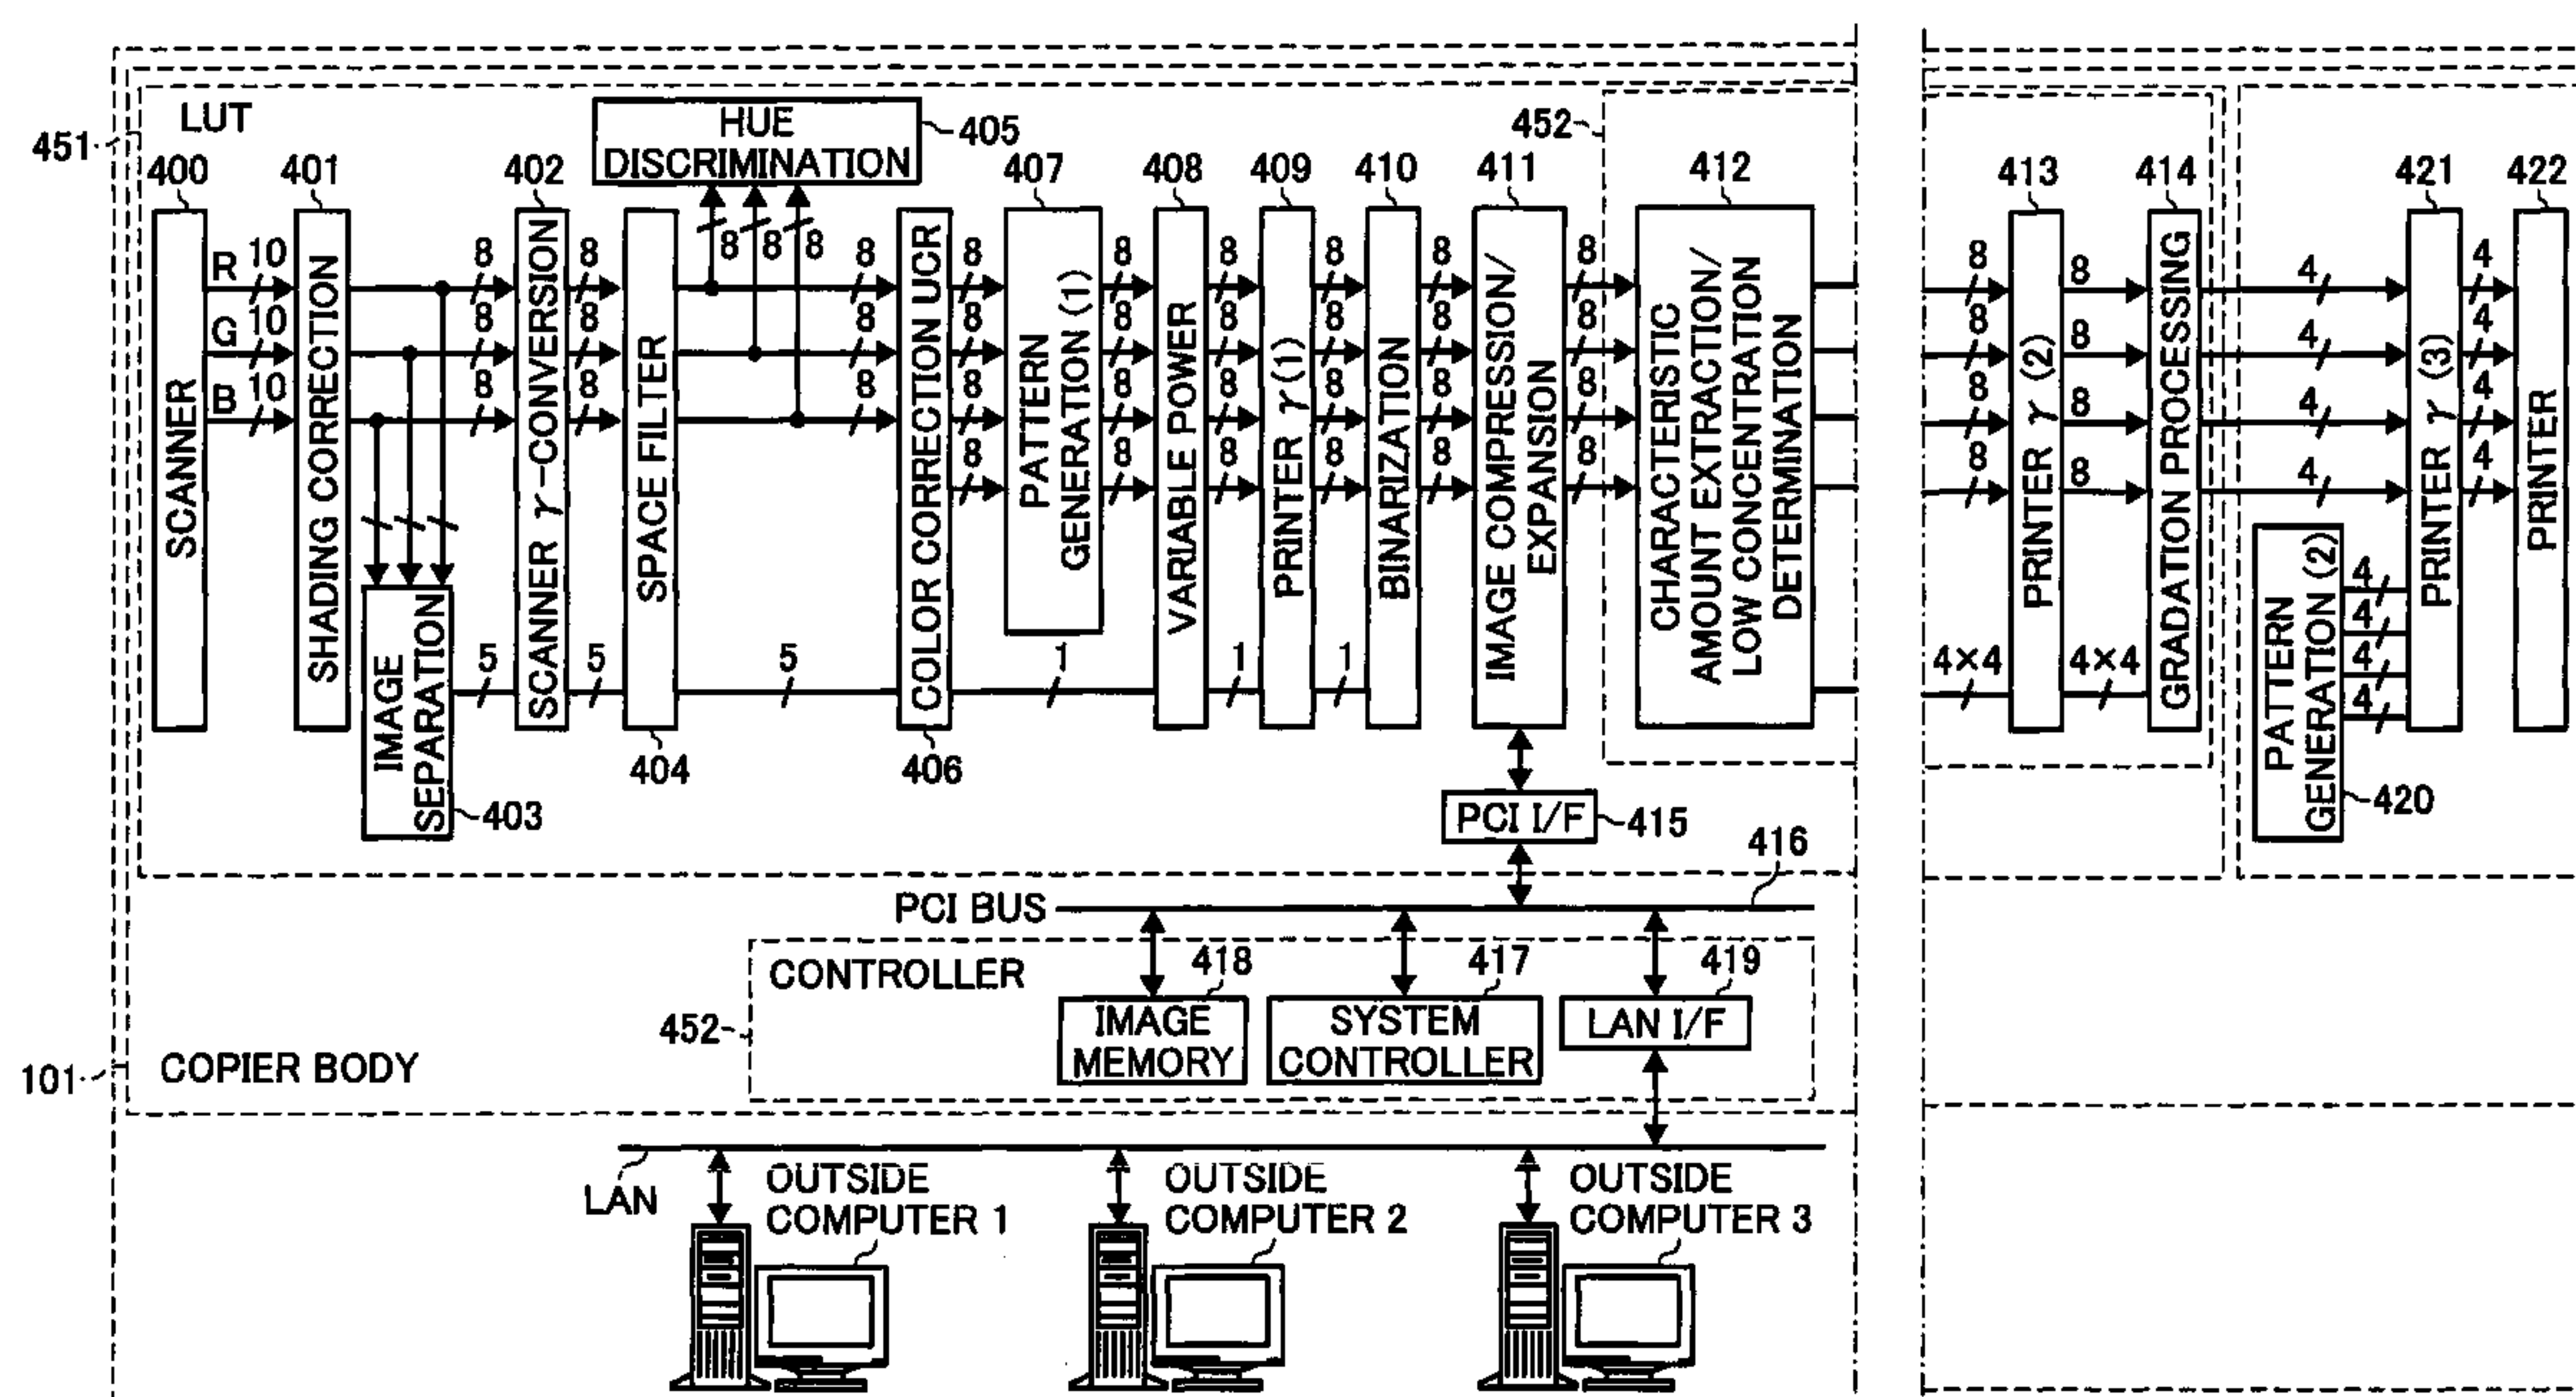 LUT
451
452
HUE
DISCRIMINATION
405
400
401
402
407
408
409
410
411
412
413
414
421
422
R 10
G 10
B 10
SCANNER
SHADING CORRECTION
8
8
8
SCANNER γ-CONVERSION
8
8
8
SPACE FILTER
8 8 8
8
8
8
COLOR CORRECTION UCR
8
8
8
8
PATTERN
GENERATION (1)
8
8
8
8
VARIABLE POWER
8
8
8
8
PRINTER γ (1)
8
8
8
8
BINARIZATION
8
8
8
8
IMAGE COMPRESSION/
EXPANSION
8
8
8
8
CHARACTERISTIC
AMOUNT EXTRACTION/
LOW CONCENTRATION
DETERMINATION
8
8
8
8
PRINTER γ (2)
8
8
8
8
GRADATION PROCESSING
4
4
4
4
PRINTER γ (3)
4
4
4
4
PRINTER
IMAGE
SEPARATION
403
5
5
5
1
1
1
4×4
4×4
PATTERN
GENERATION (2)
420
4
4
4
4
404
406
PCI I/F
415
416
PCI BUS
CONTROLLER
418
417
419
452
IMAGE
MEMORY
SYSTEM
CONTROLLER
LAN I/F
101
COPIER BODY
LAN
OUTSIDE
COMPUTER 1
OUTSIDE
COMPUTER 2
OUTSIDE
COMPUTER 3